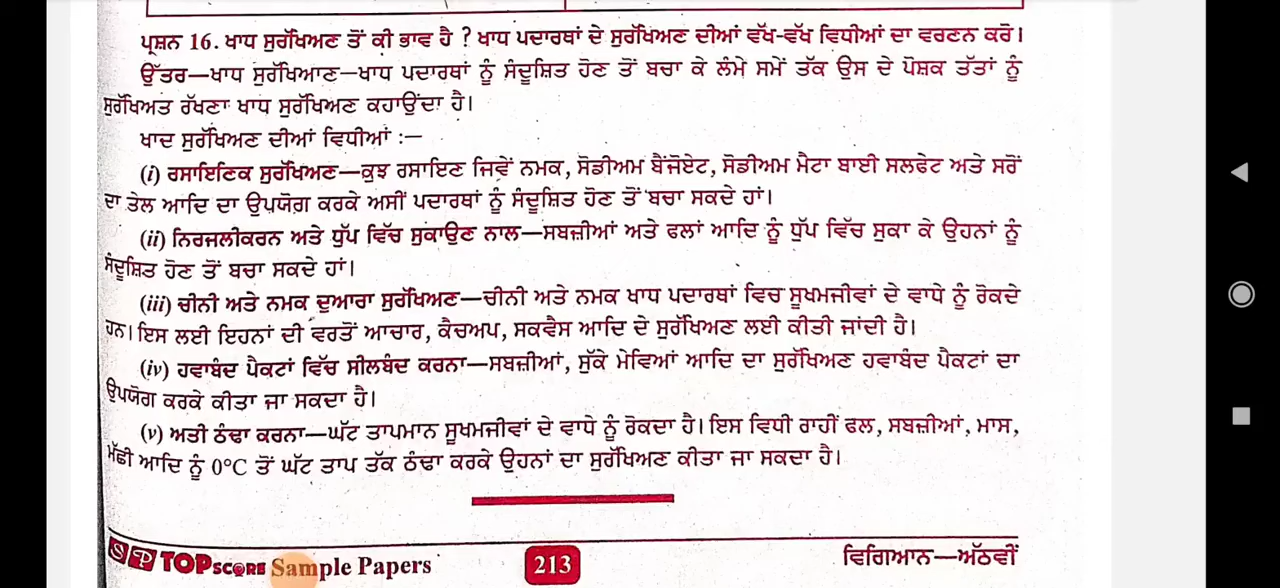 ਪ੍ਰਸ਼ਨ 16. ਖਾਧ ਸੁਰੱਖਿਅਣ ਤੋਂ ਕੀ ਭਾਵ ਹੈ ? ਖਾਧ ਪਦਾਰਥਾਂ ਦੇ ਸੁਰੱਖਿਅਣ ਦੀਆਂ ਵੱਖ-ਵੱਖ ਵਿਧੀਆਂ ਦਾ ਵਰਣਨ ਕਰੋ।
ਉੱਤਰ—ਖਾਧ ਸੁਰੱਖਿਆਣ—ਖਾਧ ਪਦਾਰਥਾਂ ਨੂੰ ਸੰਦੂਸ਼ਿਤ ਹੋਣ ਤੋਂ ਬਚਾ ਕੇ ਲੰਮੇ ਸਮੇਂ ਤੱਕ ਉਸ ਦੇ ਪੋਸ਼ਕ ਤੱਤਾਂ ਨੂੰ
ਸੁਰੱਖਿਅਤ ਰੱਖਣਾ ਖਾਧ ਸੁਰੱਖਿਅਣ ਕਹਾਉਂਦਾ ਹੈ।
ਖਾਦ ਸੁਰੱਖਿਅਣ ਦੀਆਂ ਵਿਧੀਆਂ :—
(i) ਰਸਾਇਣਿਕ ਸੁਰੱਖਿਅਣ—ਕੁਝ ਰਸਾਇਣ ਜਿਵੇਂ ਨਮਕ, ਸੋਡੀਅਮ ਬੈਂਜੋਏਟ, ਸੋਡੀਅਮ ਮੈਟਾ ਬਾਈ ਸਲਫੇਟ ਅਤੇ ਸਰੋਂ
ਦਾ ਤੇਲ ਆਦਿ ਦਾ ਉਪਯੋਗ ਕਰਕੇ ਅਸੀਂ ਪਦਾਰਥਾਂ ਨੂੰ ਸੰਦੂਸ਼ਿਤ ਹੋਣ ਤੋਂ ਬਚਾ ਸਕਦੇ ਹਾਂ।
(ii) ਨਿਰਜਲੀਕਰਨ ਅਤੇ ਧੁੱਪ ਵਿੱਚ ਸੁਕਾਉਣ ਨਾਲ—ਸਬਜ਼ੀਆਂ ਅਤੇ ਫਲਾਂ ਆਦਿ ਨੂੰ ਧੁੱਪ ਵਿੱਚ ਸੁਕਾ ਕੇ ਉਹਨਾਂ ਨੂੰ
ਸੰਦੂਸ਼ਿਤ ਹੋਣ ਤੋਂ ਬਚਾ ਸਕਦੇ ਹਾਂ।
(iii) ਚੀਨੀ ਅਤੇ ਨਮਕ ਦੁਆਰਾ ਸੁਰੱਖਿਅਣ—ਚੀਨੀ ਅਤੇ ਨਮਕ ਖਾਧ ਪਦਾਰਥਾਂ ਵਿਚ ਸੂਖਮਜੀਵਾਂ ਦੇ ਵਾਧੇ ਨੂੰ ਰੋਕਦੇ
ਹਨ। ਇਸ ਲਈ ਇਹਨਾਂ ਦੀ ਵਰਤੋਂ ਆਚਾਰ, ਕੈਚਅਪ, ਸਕਵੈਸ ਆਦਿ ਦੇ ਸੁਰੱਖਿਅਣ ਲਈ ਕੀਤੀ ਜਾਂਦੀ ਹੈ।
(iv) ਹਵਾਬੰਦ ਪੈਕਟਾਂ ਵਿੱਚ ਸੀਲਬੰਦ ਕਰਨਾ—ਸਬਜ਼ੀਆਂ, ਸੁੱਕੇ ਮੇਵਿਆਂ ਆਦਿ ਦਾ ਸੁਰੱਖਿਅਣ ਹਵਾਬੰਦ ਪੈਕਟਾਂ ਦਾ
ਉਪਯੋਗ ਕਰਕੇ ਕੀਤਾ ਜਾ ਸਕਦਾ ਹੈ।
(v) ਅਤੀ ਠੰਢਾ ਕਰਨਾ—ਘੱਟ ਤਾਪਮਾਨ ਸੂਖਮਜੀਵਾਂ ਦੇ ਵਾਧੇ ਨੂੰ ਰੋਕਦਾ ਹੈ। ਇਸ ਵਿਧੀ ਰਾਹੀਂ ਫਲ, ਸਬਜ਼ੀਆਂ, ਮਾਸ,
ਮੱਛੀ ਆਦਿ ਨੂੰ 0°C ਤੋਂ ਘੱਟ ਤਾਪ ਤੱਕ ਠੰਢਾ ਕਰਕੇ ਉਹਨਾਂ ਦਾ ਸੁਰੱਖਿਅਣ ਕੀਤਾ ਜਾ ਸਕਦਾ ਹੈ।
SP TOPSCORE Sample Papers 213 ਵਿਗਿਆਨ—ਅੱਠਵੀਂ